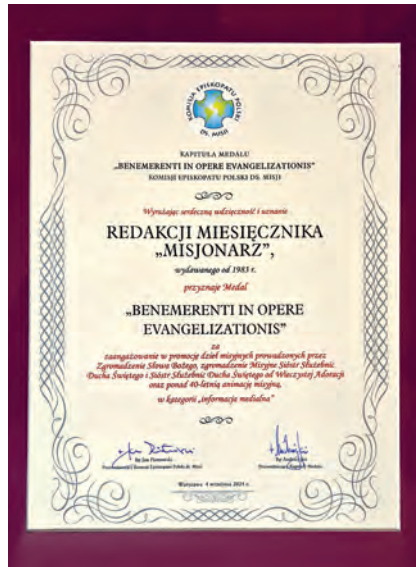 KOMISJA EPISKOPATU POLSKI
DS. MISJI
KAPITUŁA MEDALU
„BENEMERENTI IN OPERE EVANGELIZATIONIS”
KOMISJI EPISKOPATU POLSKI DS. MISJI
Wyrażając serdeczną wdzięczność i uznanie
REDAKCJI MIESIĘCZNIKA
„MISJONARZ”,
wydawanego od 1983 r.
przyznaje Medal
„BENEMERENTI IN OPERE
EVANGELIZATIONIS”
za
zaangażowanie w promocję dzieł misyjnych prowadzonych przez
Zgromadzenie Słowa Bożego, zgromadzenie Misyjne Sióstr Służebnic
Ducha Świętego i Sióstr Służebnic Ducha Świętego od Wieczystej Adoracji
oraz ponad 40-letnią animację misyjną,
w kategorii „informacja medialna”
Warszawa 4 września 2024 r.